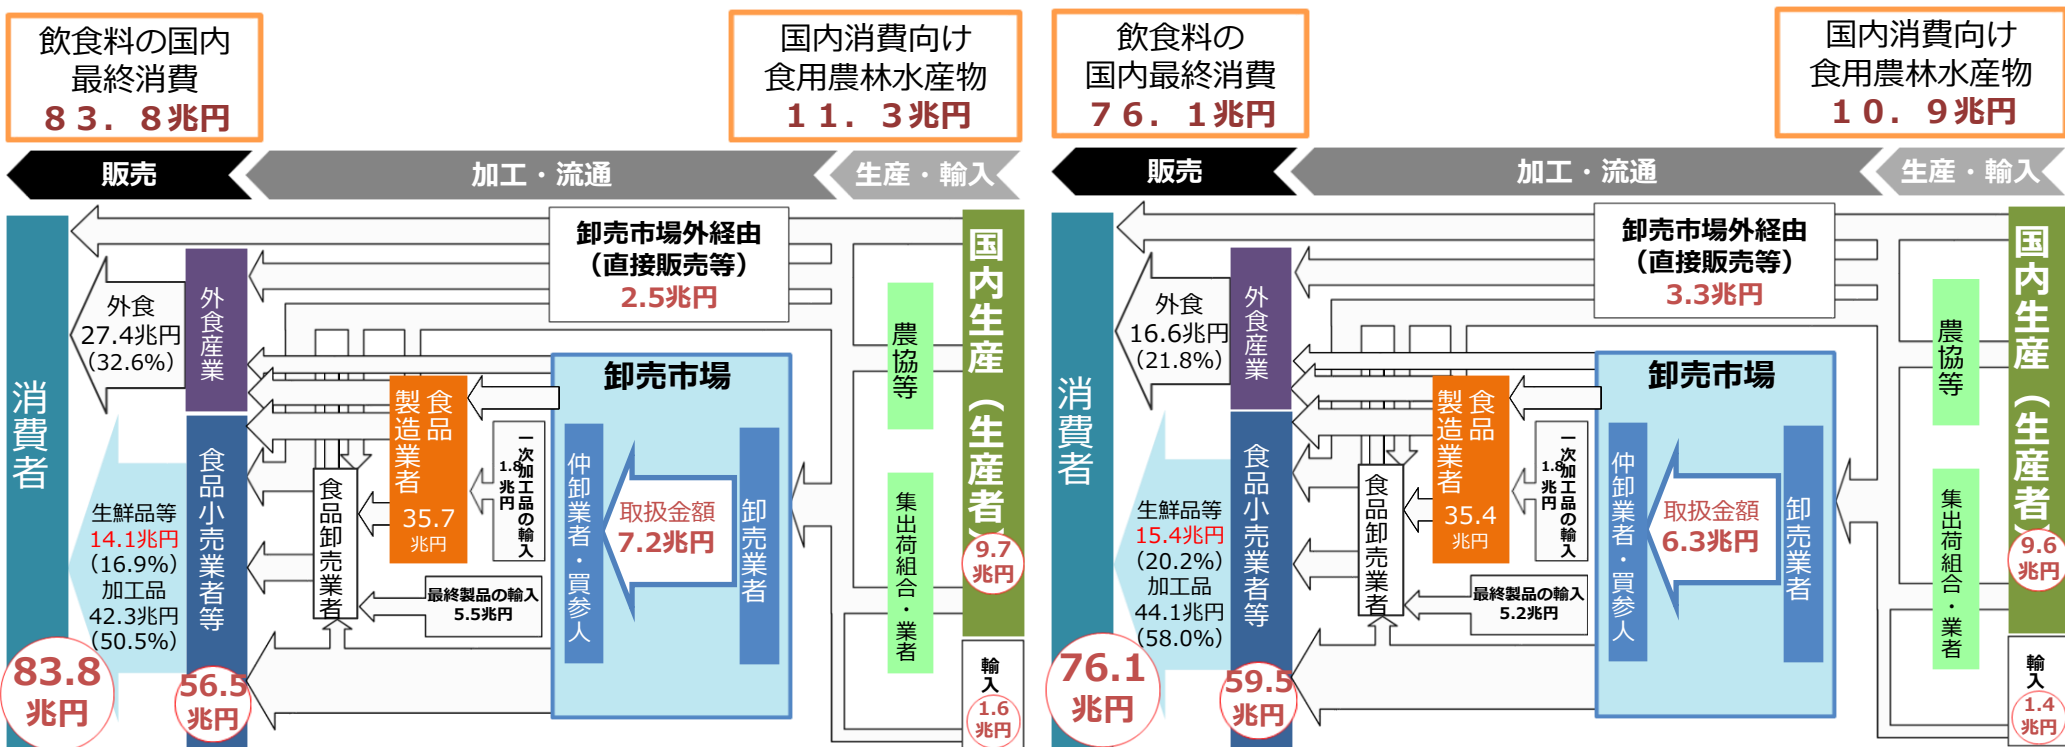 飲食料の国内
最終消費
８３．８兆円
国内消費向け
食用農林水産物
１１．３兆円
販売
加工・流通
生産・輸入
卸売市場外経由
（直接販売等）
2.5兆円
国内生産（生産者）
9.7
兆円
農協等
集出荷組合・業者
輸入
1.6
兆円
卸売市場
卸売業者
取扱金額
7.2兆円
仲卸業者・買参人
食品
製造業者
35.7
兆円
一次加工品の輸入
1.8
兆円
最終製品の輸入
5.5兆円
食品卸売業者
外食産業
食品小売業者等
56.5
兆円
外食
27.4兆円
(32.6%)
生鮮品等
14.1兆円
(16.9%)
加工品
42.3兆円
(50.5%)
消費者
83.8
兆円
飲食料の
国内最終消費
７６．１兆円
国内消費向け
食用農林水産物
１０．９兆円
販売
加工・流通
生産・輸入
卸売市場外経由
（直接販売等）
3.3兆円
国内生産（生産者）
9.6
兆円
農協等
集出荷組合・業者
輸入
1.4
兆円
卸売市場
卸売業者
取扱金額
6.3兆円
仲卸業者・買参人
食品
製造業者
35.4
兆円
一次加工品の輸入
1.8
兆円
最終製品の輸入
5.2兆円
食品卸売業者
外食産業
食品小売業者等
59.5
兆円
外食
16.6兆円
(21.8%)
生鮮品等
15.4兆円
(20.2%)
加工品
44.1兆円
(58.0%)
消費者
76.1
兆円